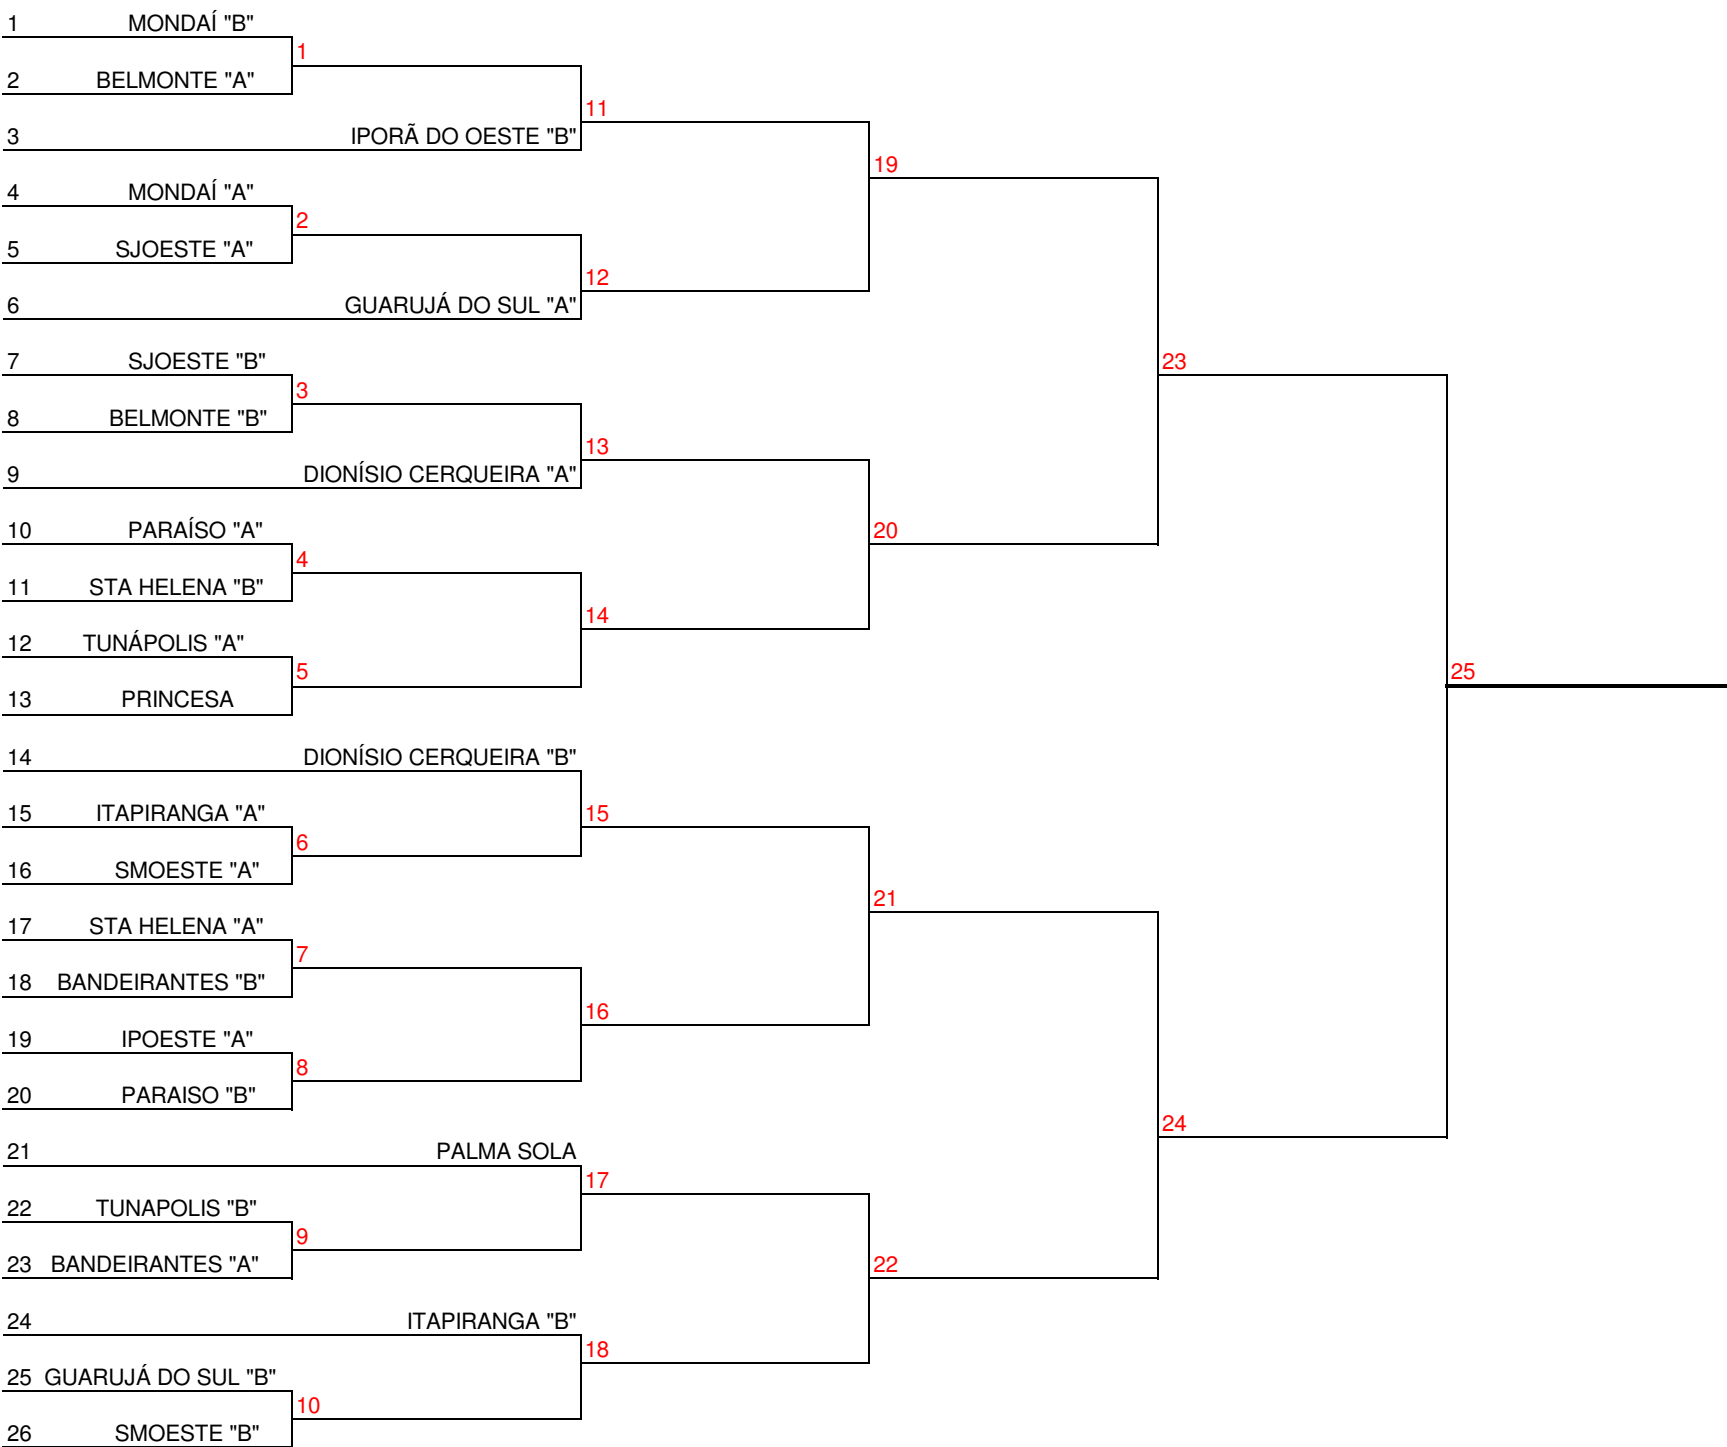 1 MONDAÍ "B"
1
2 BELMONTE "A"
11
3 IPORÃ DO OESTE "B"
19
4 MONDAÍ "A"
2
5 SJOESTE "A"
12
6 GUARUJÁ DO SUL "A"
7 SJOESTE "B"
23
3
8 BELMONTE "B"
13
9 DIONÍSIO CERQUEIRA "A"
10 PARAÍSO "A"
20
4
11 STA HELENA "B"
14
12 TUNÁPOLIS "A"
5
25
13 PRINCESA
14 DIONÍSIO CERQUEIRA "B"
15 ITAPIRANGA "A"
15
6
16 SMOESTE "A"
21
17 STA HELENA "A"
7
18 BANDEIRANTES "B"
16
19 IPOESTE "A"
8
20 PARAISO "B"
24
21 PALMA SOLA
17
22 TUNAPOLIS "B"
9
23 BANDEIRANTES "A"
22
24 ITAPIRANGA "B"
18
25 GUARUJÁ DO SUL "B"
10
26 SMOESTE "B"